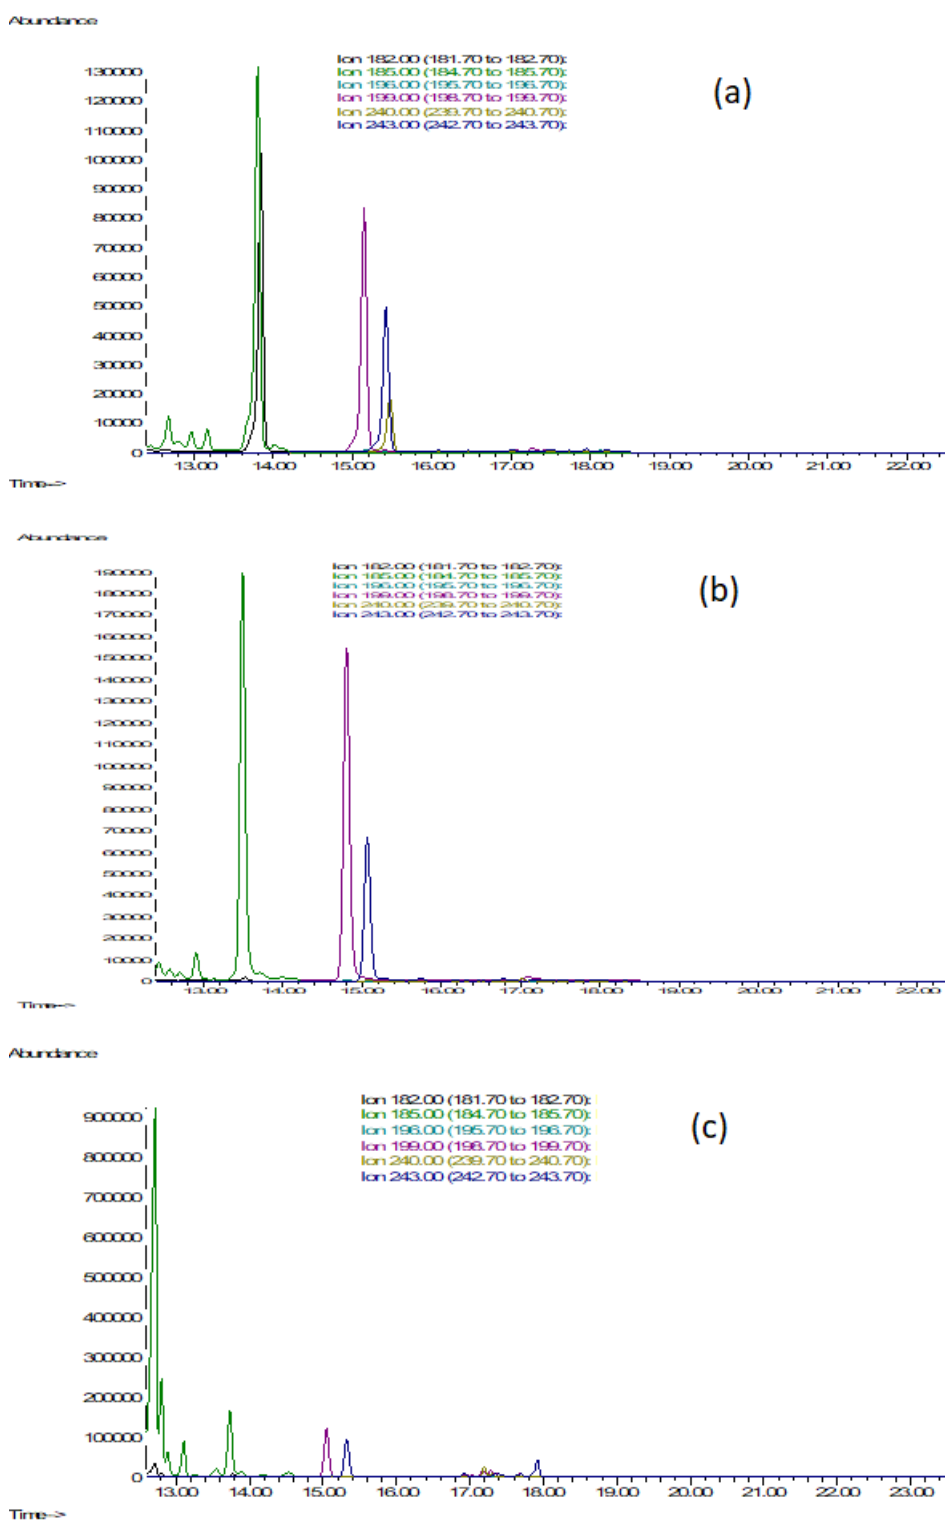 Abundance
Ion 182.00 (181.70 to 182.70):
Ion 185.00 (184.70 to 185.70):
Ion 196.00 (195.70 to 196.70):
Ion 199.00 (198.70 to 199.70):
Ion 240.00 (239.70 to 240.70):
Ion 243.00 (242.70 to 243.70):
(a)
130000
120000
110000
100000
90000
80000
70000
60000
50000
40000
30000
20000
10000
0
13.00 14.00 15.00 16.00 17.00 18.00 19.00 20.00 21.00 22.00
Time-->
Abundance
Ion 182.00 (181.70 to 182.70):
Ion 185.00 (184.70 to 185.70):
Ion 196.00 (195.70 to 196.70):
Ion 199.00 (198.70 to 199.70):
Ion 240.00 (239.70 to 240.70):
Ion 243.00 (242.70 to 243.70):
(b)
190000
180000
170000
160000
150000
140000
130000
120000
110000
100000
90000
80000
70000
60000
50000
40000
30000
20000
10000
0
13.00 14.00 15.00 16.00 17.00 18.00 19.00 20.00 21.00 22.00
Time-->
Abundance
Ion 182.00 (181.70 to 182.70):
Ion 185.00 (184.70 to 185.70):
Ion 196.00 (195.70 to 196.70):
Ion 199.00 (198.70 to 199.70):
Ion 240.00 (239.70 to 240.70):
Ion 243.00 (242.70 to 243.70):
(c)
900000
800000
700000
600000
500000
400000
300000
200000
100000
0
13.00 14.00 15.00 16.00 17.00 18.00 19.00 20.00 21.00 22.00 23.00
Time-->